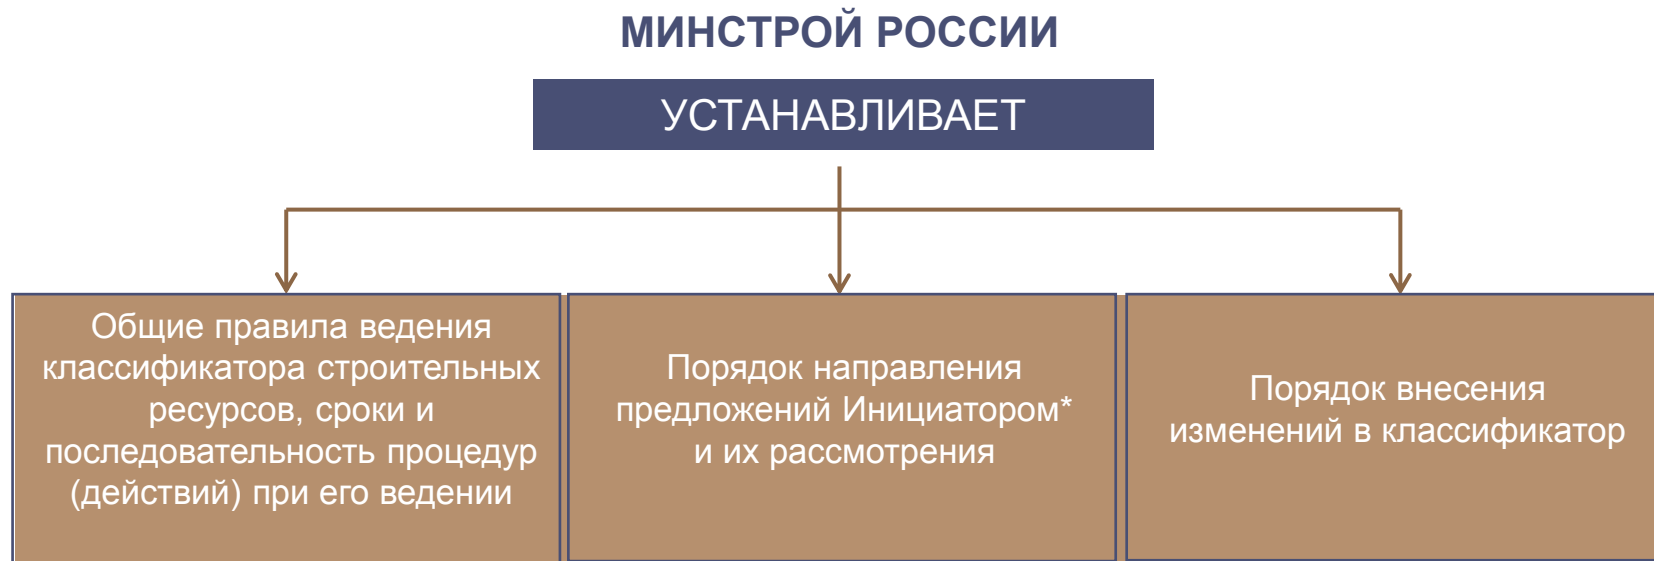 МИНСТРОЙ РОССИИ
УСТАНАВЛИВАЕТ
Общие правила ведения
классификатора строительных
ресурсов, сроки и
последовательность процедур
(действий) при его ведении
Порядок направления
предложений Инициатором*
и их рассмотрения
Порядок внесения
изменений в классификатор